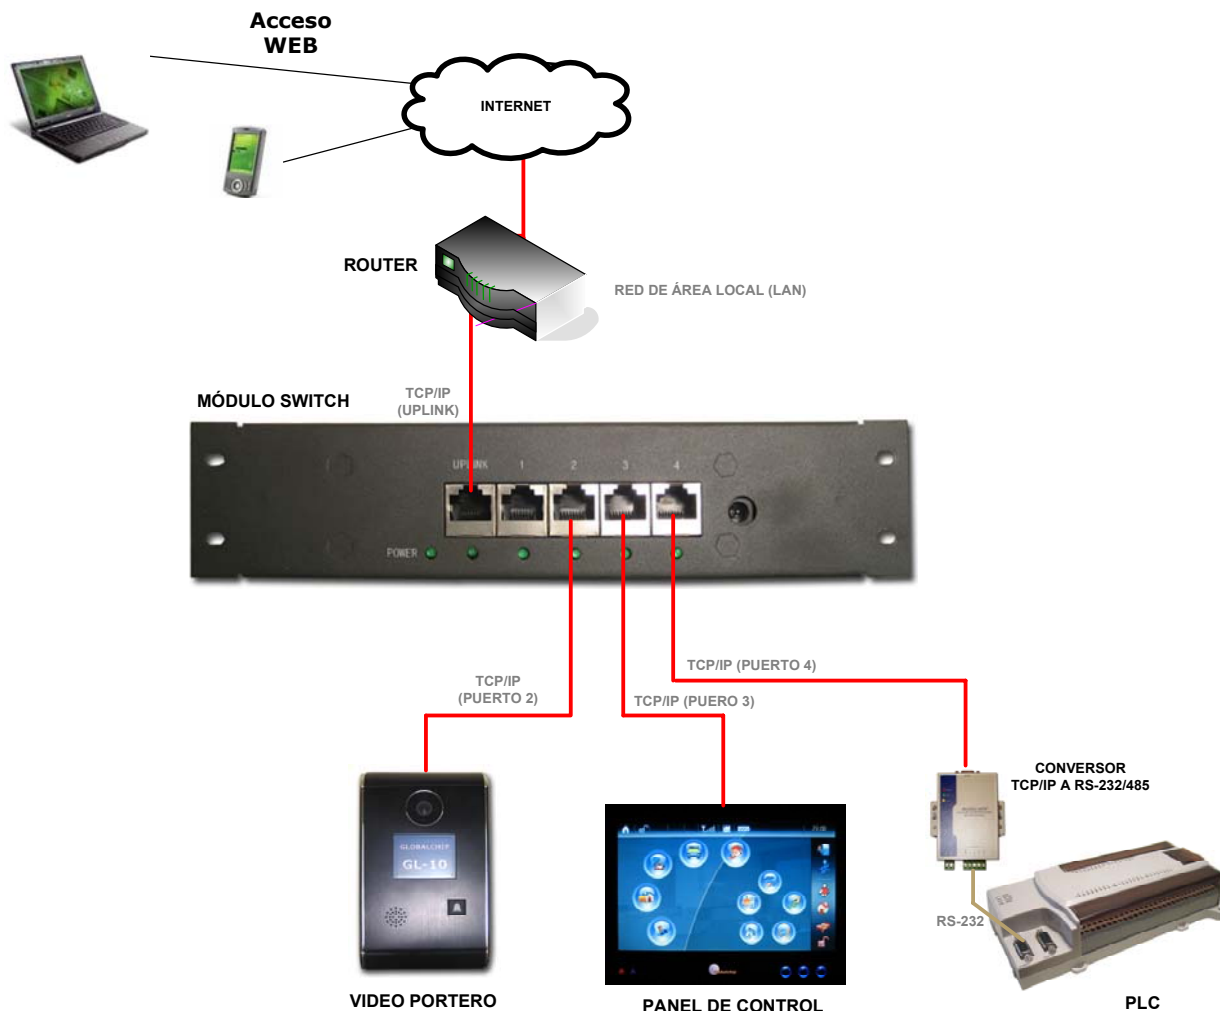 Acceso
WEB
INTERNET
ROUTER
RED DE ÁREA LOCAL (LAN)
TCP/IP
(UPLINK)
MÓDULO SWITCH
UPLINK 1 2 3 4
POWER
TCP/IP
(PUERTO 2)
TCP/IP (PUERO 3)
TCP/IP (PUERTO 4)
CONVERSOR
TCP/IP A RS-232/485
GLOBALCHIP
GL-10
RS-232
VIDEO PORTERO
PANEL DE CONTROL
PLC